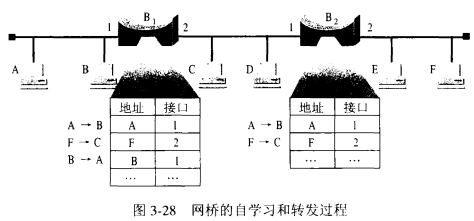 B1 B2
1 2 1 2
A B C D E F
地址 接口 地址 接口
A → B A 1 A → B A 1
F → C F 2 F → C F 2
B → A B 1 … …
… …
图 3-28 网桥的自学习和转发过程